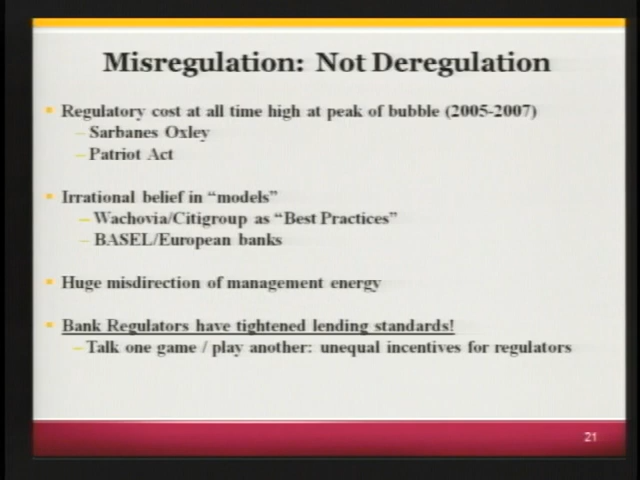 Misregulation: Not Deregulation
Regulatory cost at all time high at peak of bubble (2005-2007)
– Sarbanes Oxley
– Patriot Act
Irrational belief in “models”
– Wachovia/Citigroup as “Best Practices”
– BASEL/European banks
Huge misdirection of management energy
Bank Regulators have tightened lending standards!
– Talk one game / play another: unequal incentives for regulators
21